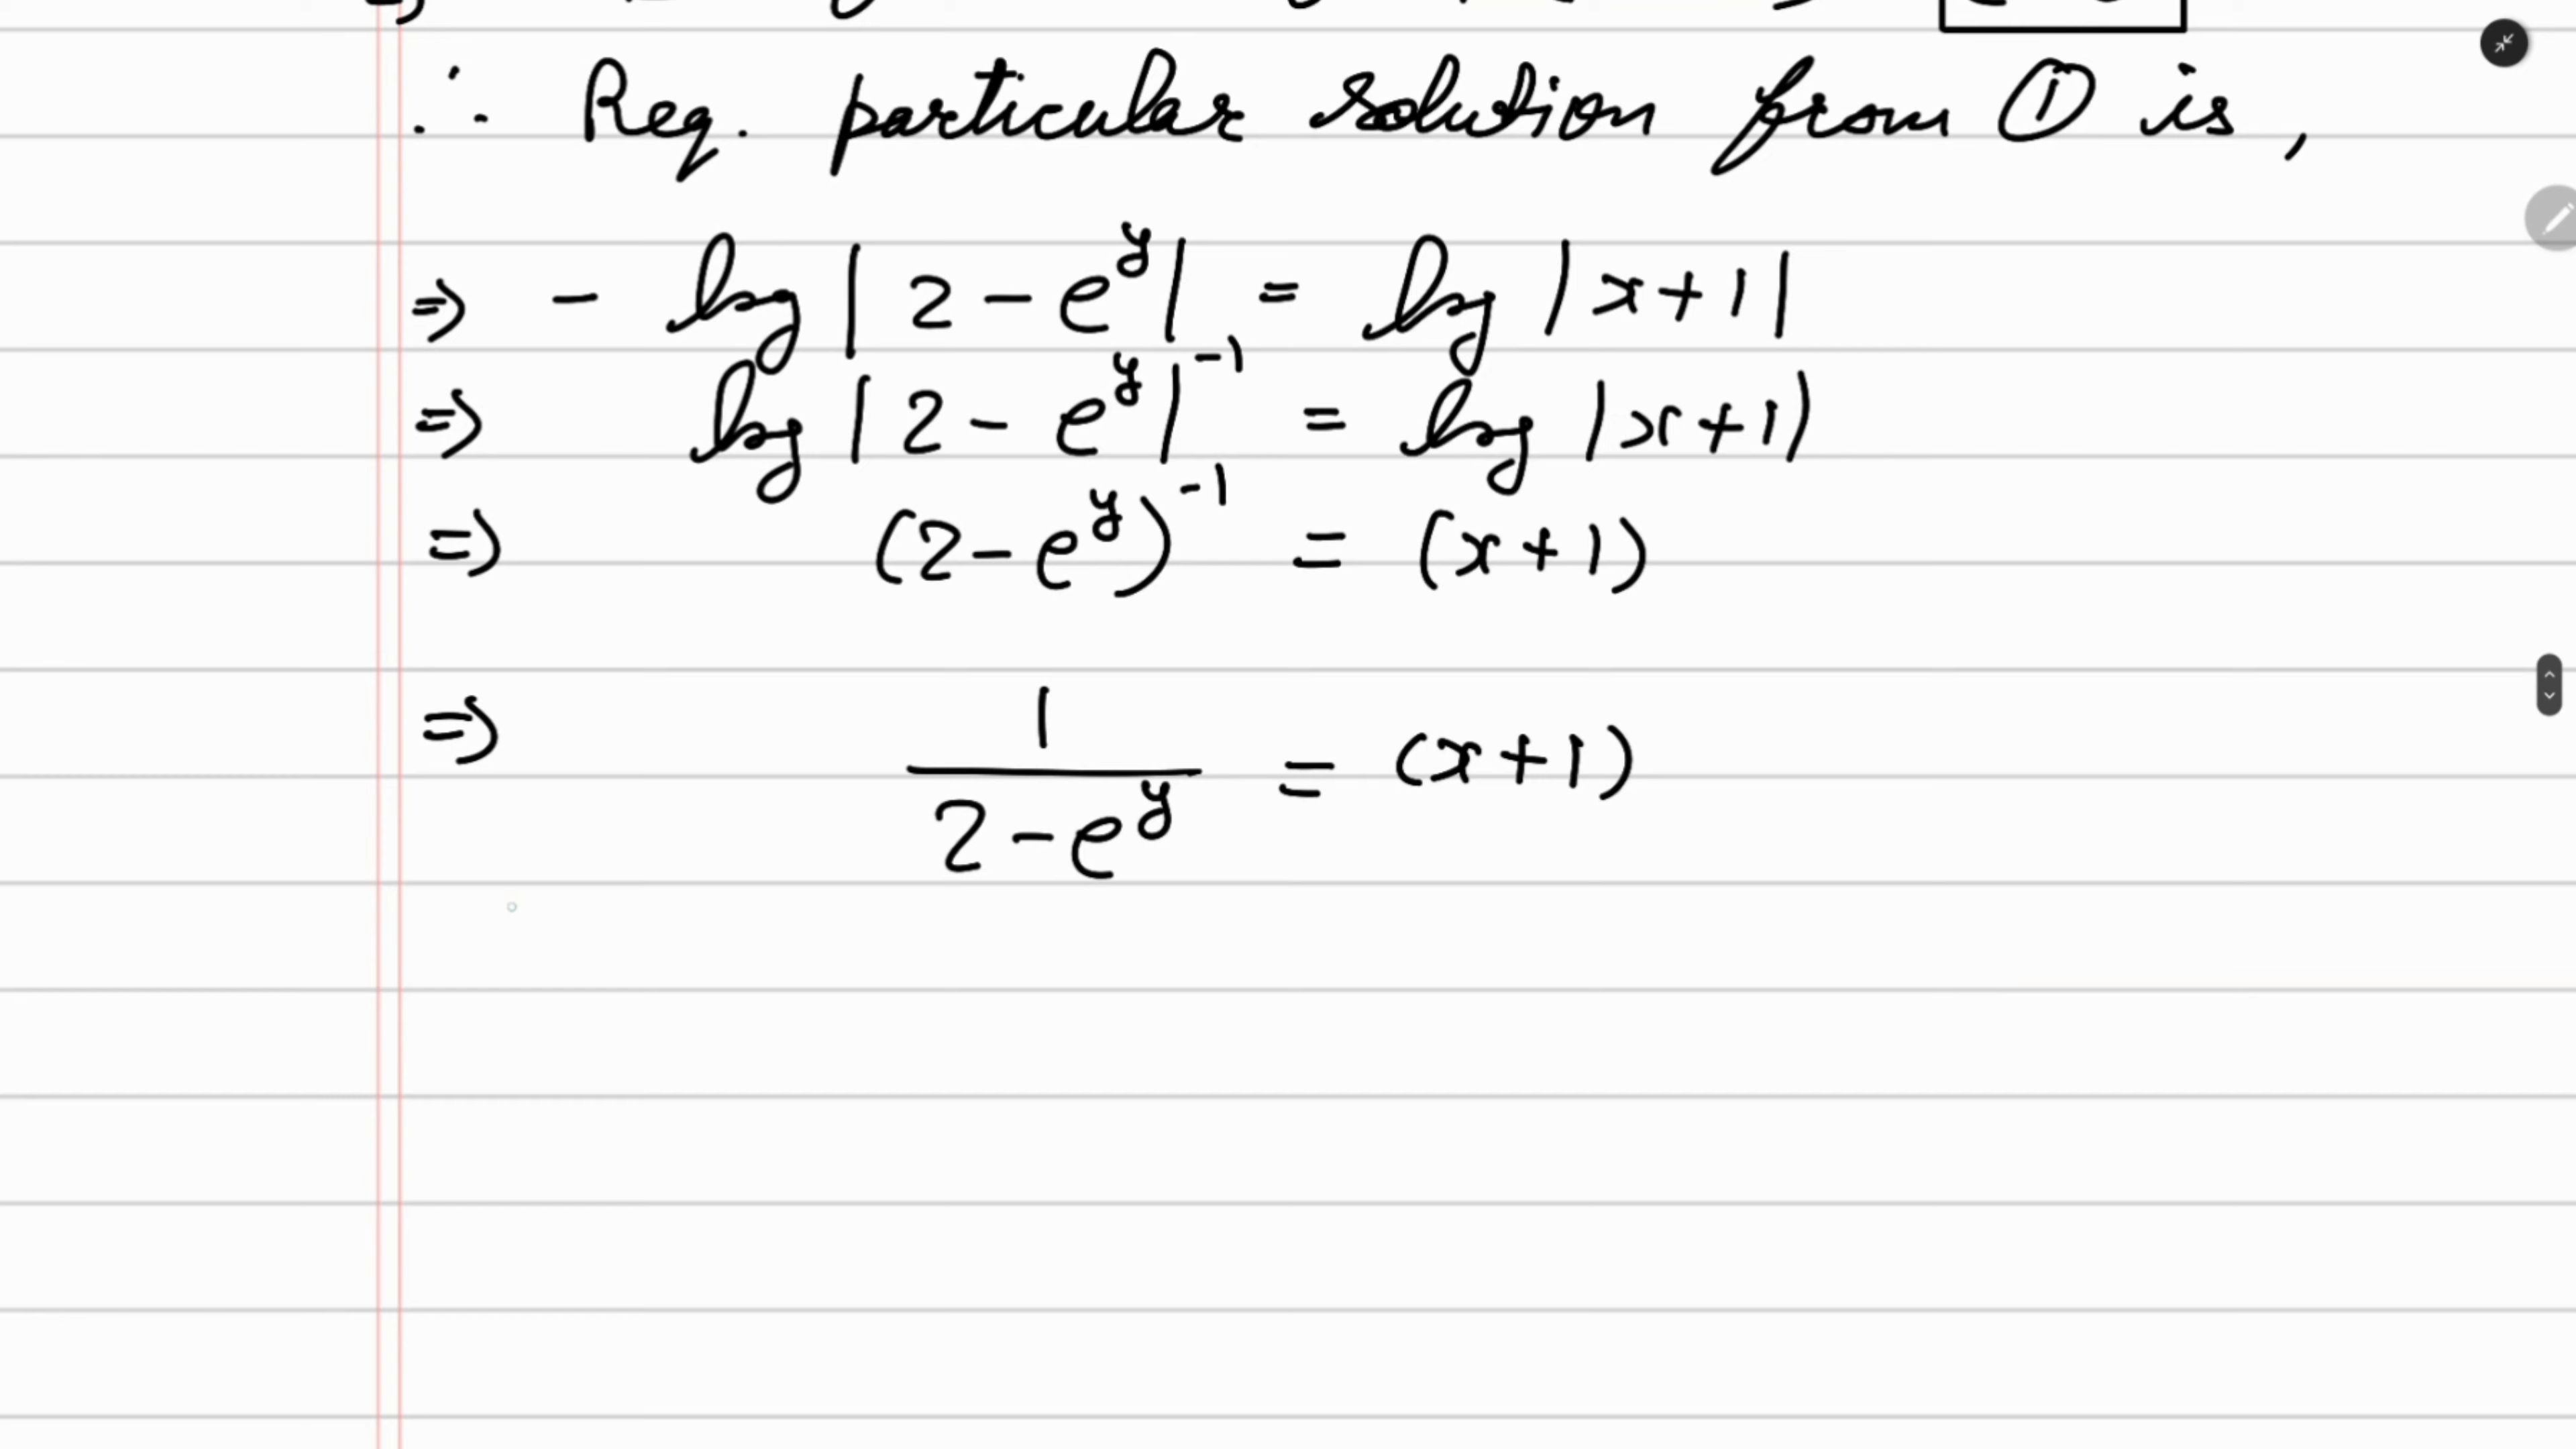 ∴ Req. particular solution from ① is,
⇒ - log |2 - e^y| = log |x+1|
⇒ log |2 - e^y|^-1 = log |x+1|
⇒ (2 - e^y)^-1 = (x+1)
⇒ 1/(2 - e^y) = (x+1)